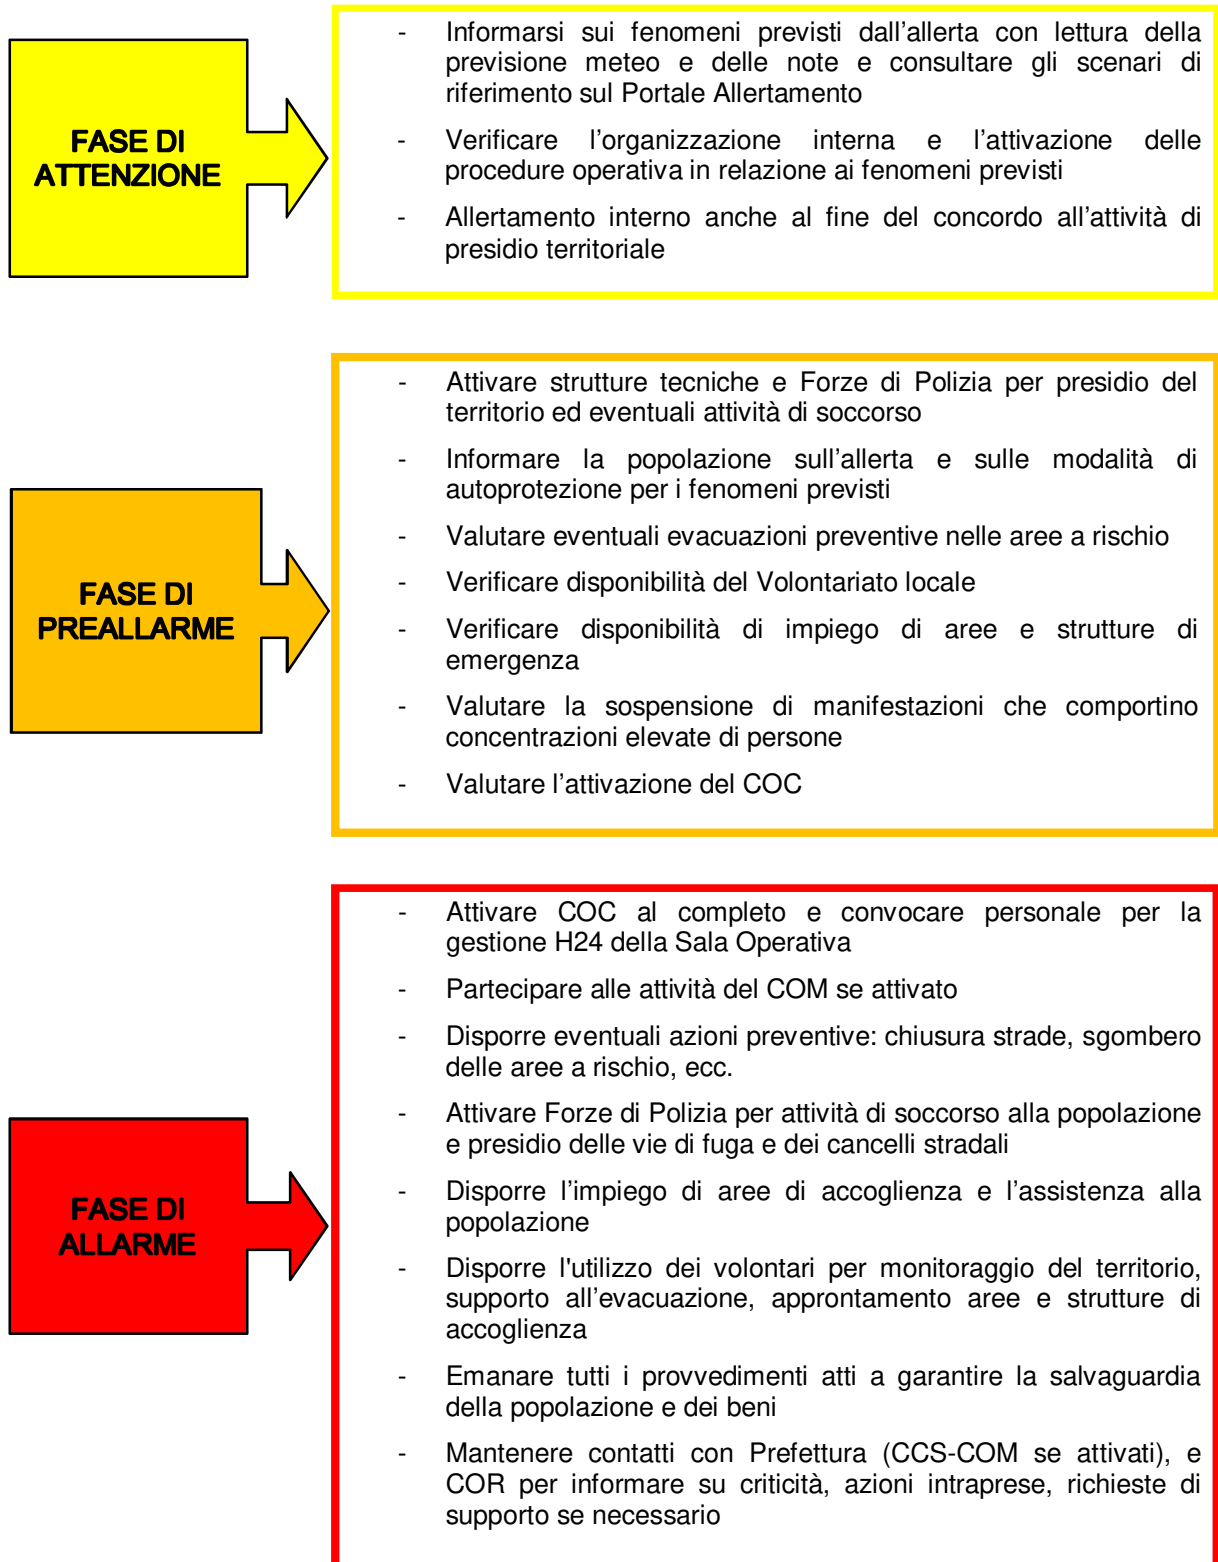 FASE DI
ATTENZIONE
- Informarsi sui fenomeni previsti dall’allerta con lettura della
previsione meteo e delle note e consultare gli scenari di
riferimento sul Portale Allertamento
- Verificare l’organizzazione interna e l’attivazione delle
procedure operativa in relazione ai fenomeni previsti
- Allertamento interno anche al fine del concordo all’attività di
presidio territoriale
FASE DI
PREALLARME
- Attivare strutture tecniche e Forze di Polizia per presidio del
territorio ed eventuali attività di soccorso
- Informare la popolazione sull’allerta e sulle modalità di
autoprotezione per i fenomeni previsti
- Valutare eventuali evacuazioni preventive nelle aree a rischio
- Verificare disponibilità del Volontariato locale
- Verificare disponibilità di impiego di aree e strutture di
emergenza
- Valutare la sospensione di manifestazioni che comportino
concentrazioni elevate di persone
- Valutare l’attivazione del COC
FASE DI
ALLARME
- Attivare COC al completo e convocare personale per la
gestione H24 della Sala Operativa
- Partecipare alle attività del COM se attivato
- Disporre eventuali azioni preventive: chiusura strade, sgombero
delle aree a rischio, ecc.
- Attivare Forze di Polizia per attività di soccorso alla popolazione
e presidio delle vie di fuga e dei cancelli stradali
- Disporre l’impiego di aree di accoglienza e l’assistenza alla
popolazione
- Disporre l'utilizzo dei volontari per monitoraggio del territorio,
supporto all’evacuazione, approntamento aree e strutture di
accoglienza
- Emanare tutti i provvedimenti atti a garantire la salvaguardia
della popolazione e dei beni
- Mantenere contatti con Prefettura (CCS-COM se attivati), e
COR per informare su criticità, azioni intraprese, richieste di
supporto se necessario